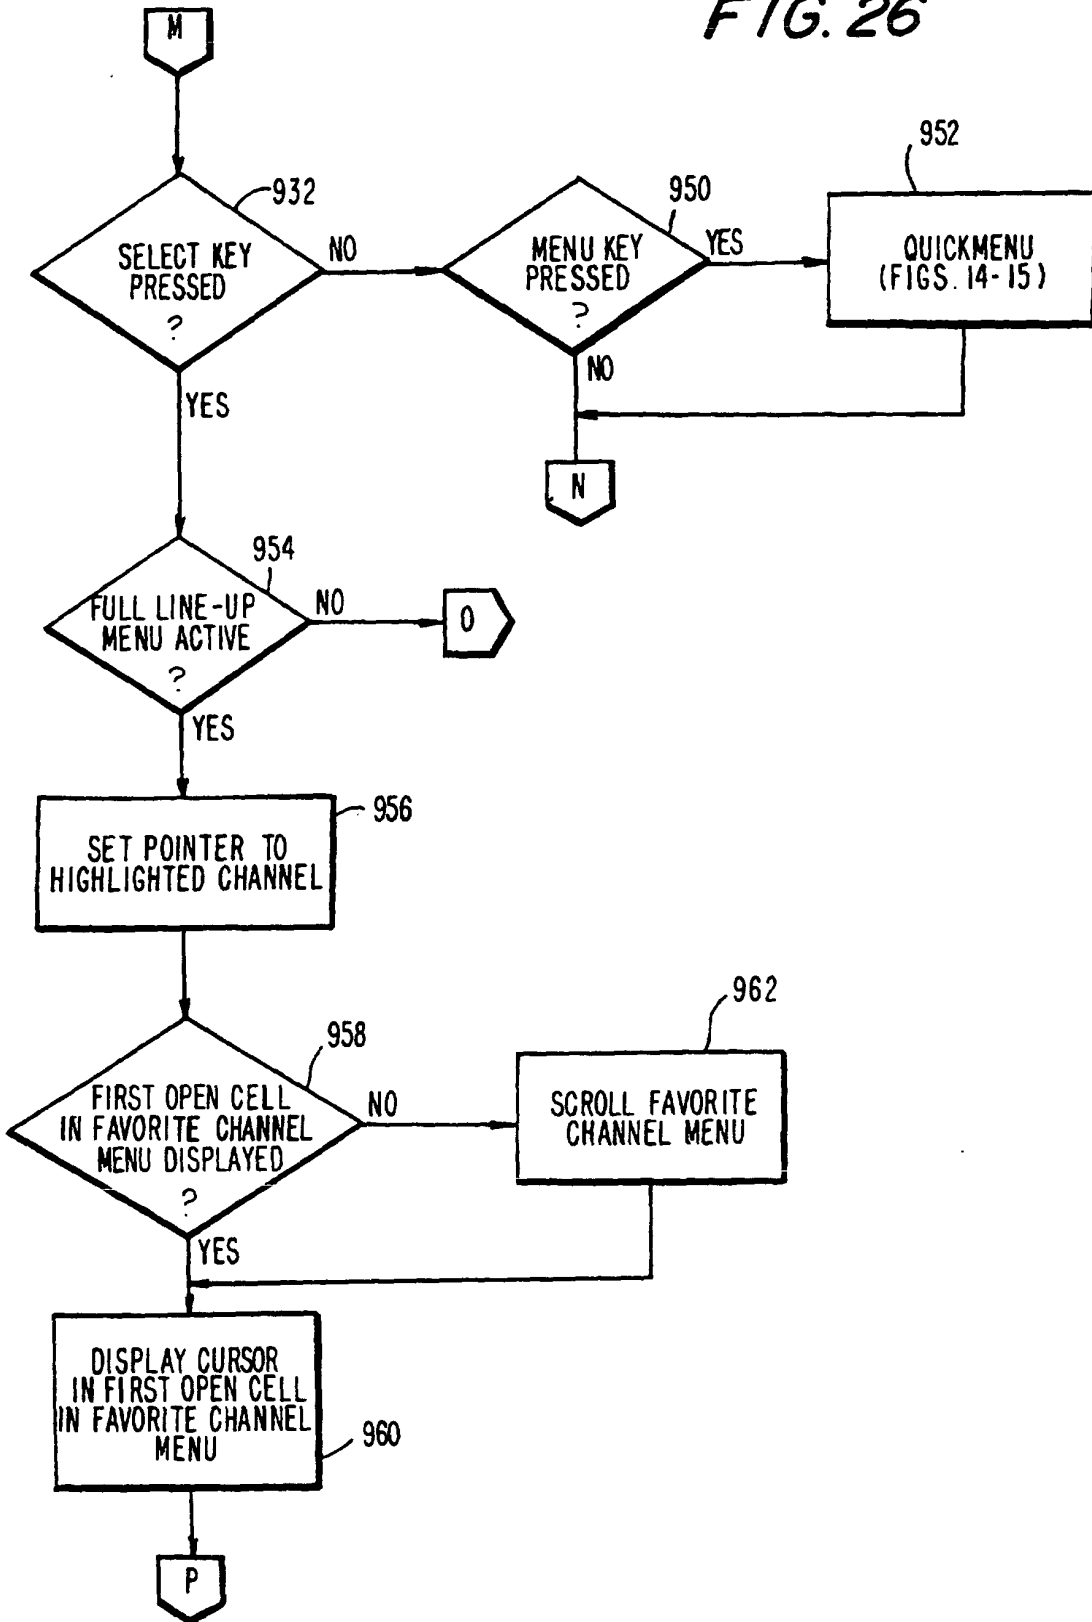 FIG. 26
M
932
SELECT KEY
PRESSED
?
NO
YES
950
MENU KEY
PRESSED
?
YES
NO
952
QUICKMENU
(FIGS. 14-15)
N
954
FULL LINE-UP
MENU ACTIVE
?
NO
O
YES
956
SET POINTER TO
HIGHLIGHTED CHANNEL
958
FIRST OPEN CELL
IN FAVORITE CHANNEL
MENU DISPLAYED
?
NO
962
SCROLL FAVORITE
CHANNEL MENU
YES
DISPLAY CURSOR
IN FIRST OPEN CELL
IN FAVORITE CHANNEL
MENU
960
P